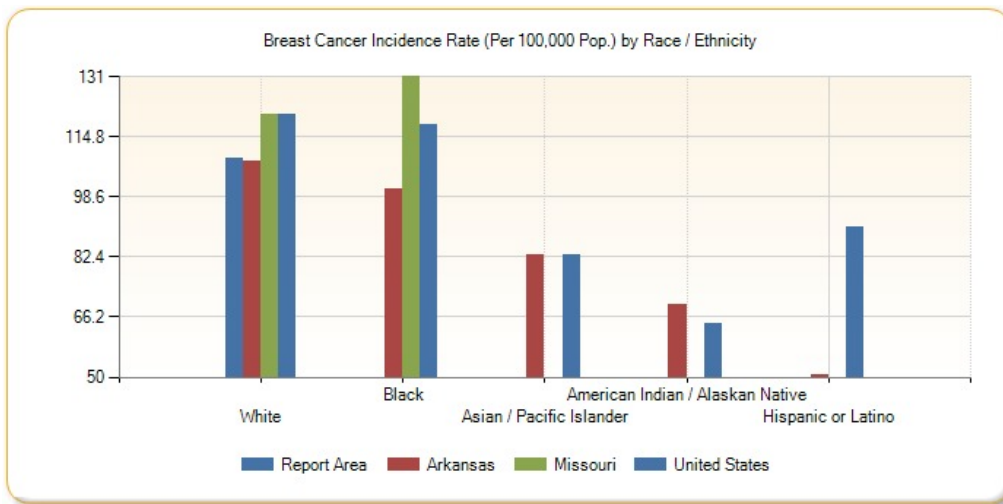 Breast Cancer Incidence Rate (Per 100,000 Pop.) by Race / Ethnicity
131
114.8
98.6
82.4
66.2
50
Black American Indian / Alaskan Native
White Asian / Pacific Islander Hispanic or Latino
Report Area Arkansas Missouri United States